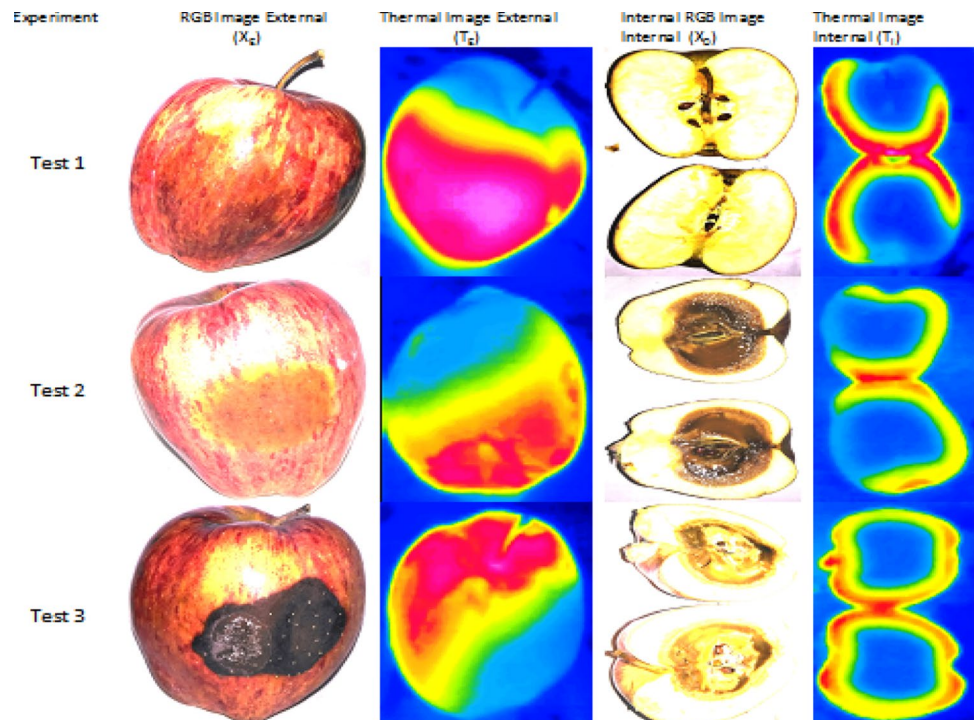 Experiment
RGB Image External
(X_E)
Thermal Image External
(T_E)
Internal RGB Image
Internal (X_D)
Thermal Image
Internal (T_I)
Test 1
Test 2
Test 3